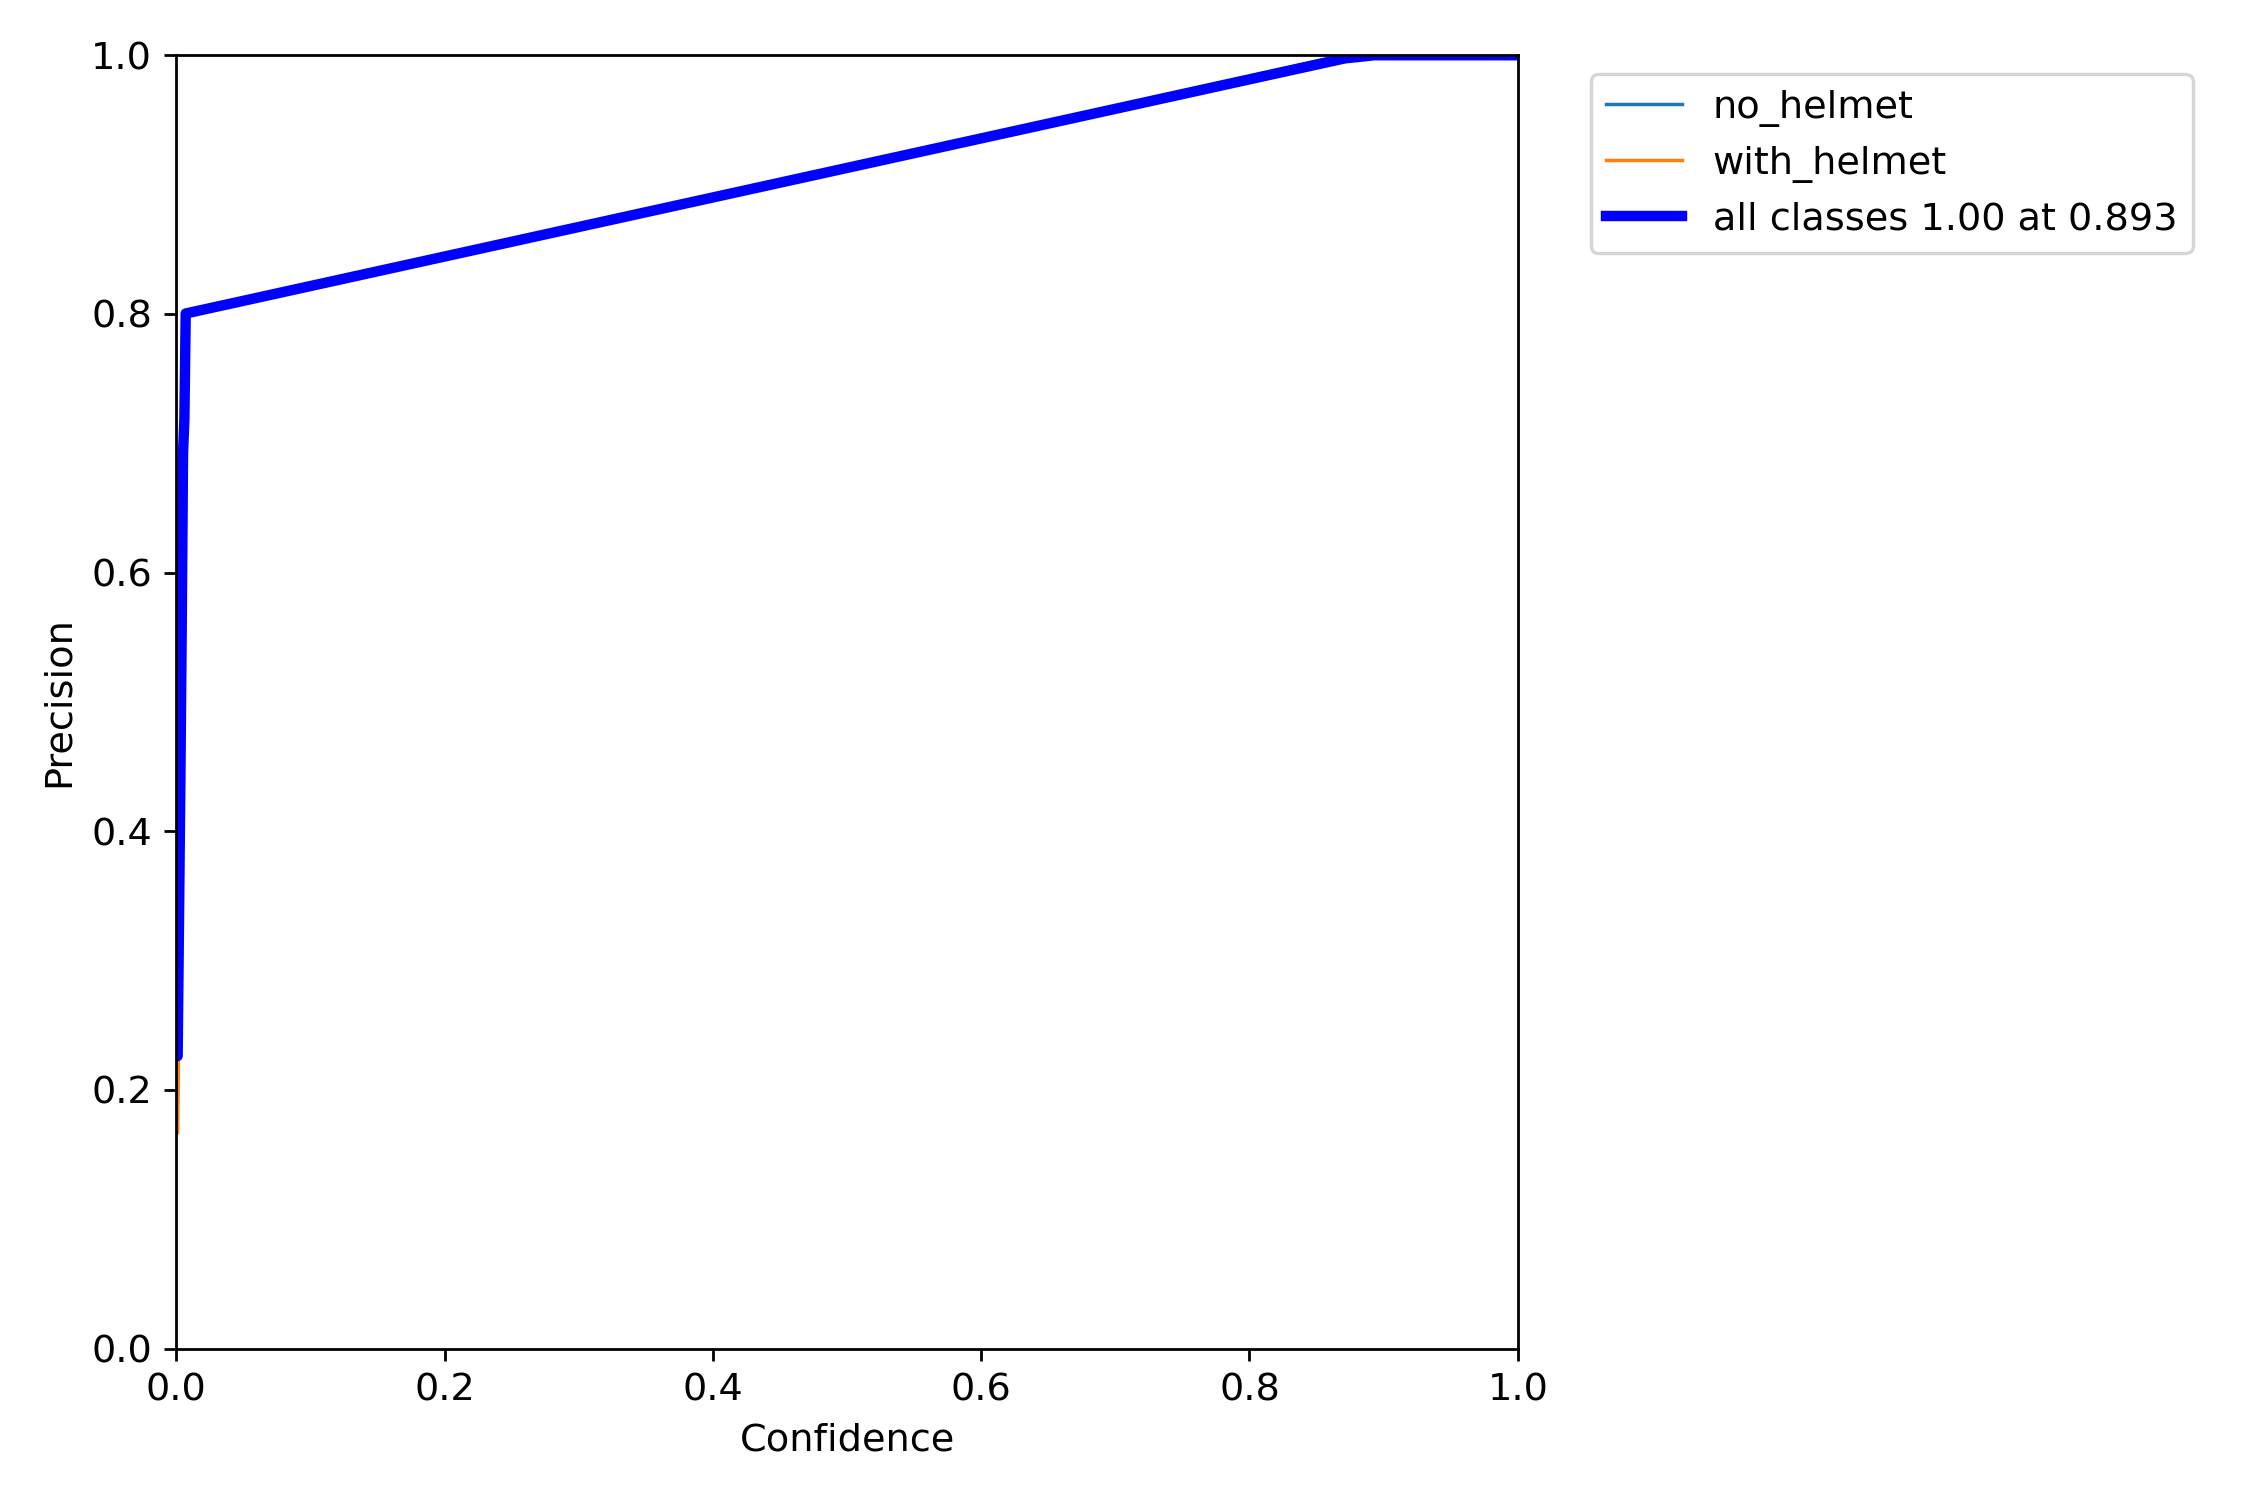 1.0
0.8
0.6
0.4
0.2
0.0
Precision
0.0 0.2 0.4 0.6 0.8 1.0
Confidence
no_helmet
with_helmet
all classes 1.00 at 0.893